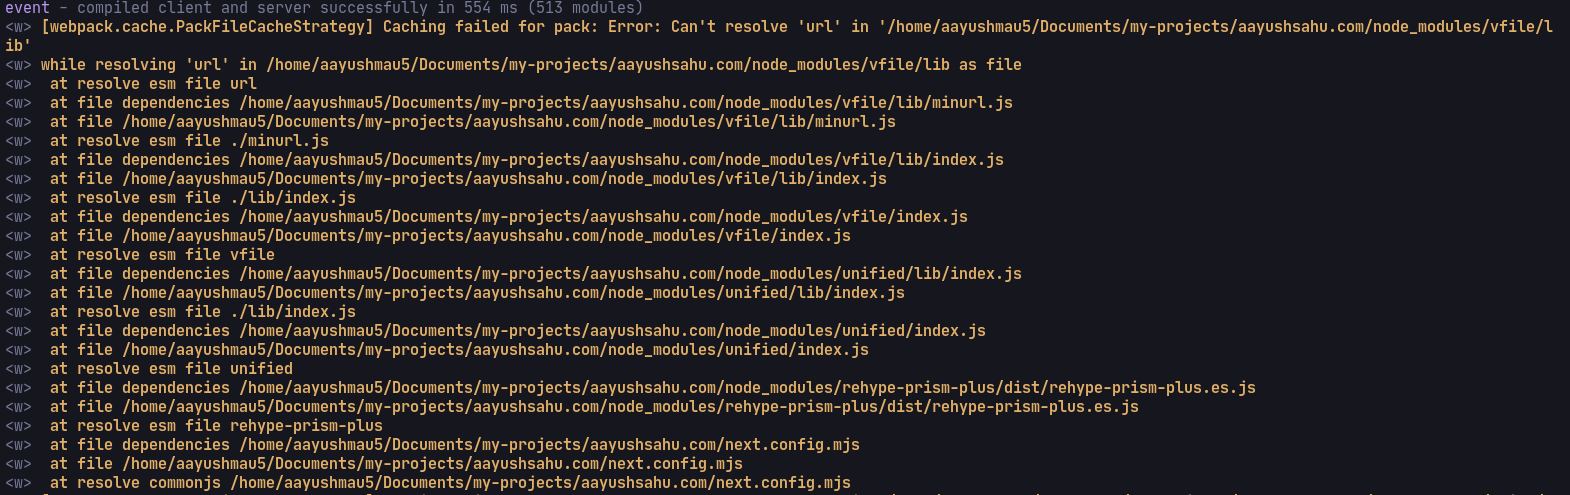 event - compiled client and server successfully in 554 ms (513 modules)
<w> [webpack.cache.PackFileCacheStrategy] Caching failed for pack: Error: Can't resolve 'url' in '/home/aayushmau5/Documents/my-projects/aayushsahu.com/node_modules/vfile/l
ib'
<w> while resolving 'url' in /home/aayushmau5/Documents/my-projects/aayushsahu.com/node_modules/vfile/lib as file
<w>  at resolve esm file url
<w>  at file dependencies /home/aayushmau5/Documents/my-projects/aayushsahu.com/node_modules/vfile/lib/minurl.js
<w>  at file /home/aayushmau5/Documents/my-projects/aayushsahu.com/node_modules/vfile/lib/minurl.js
<w>  at resolve esm file ./minurl.js
<w>  at file dependencies /home/aayushmau5/Documents/my-projects/aayushsahu.com/node_modules/vfile/lib/index.js
<w>  at file /home/aayushmau5/Documents/my-projects/aayushsahu.com/node_modules/vfile/lib/index.js
<w>  at resolve esm file ./lib/index.js
<w>  at file dependencies /home/aayushmau5/Documents/my-projects/aayushsahu.com/node_modules/vfile/index.js
<w>  at file /home/aayushmau5/Documents/my-projects/aayushsahu.com/node_modules/vfile/index.js
<w>  at resolve esm file vfile
<w>  at file dependencies /home/aayushmau5/Documents/my-projects/aayushsahu.com/node_modules/unified/lib/index.js
<w>  at file /home/aayushmau5/Documents/my-projects/aayushsahu.com/node_modules/unified/lib/index.js
<w>  at resolve esm file ./lib/index.js
<w>  at file dependencies /home/aayushmau5/Documents/my-projects/aayushsahu.com/node_modules/unified/index.js
<w>  at file /home/aayushmau5/Documents/my-projects/aayushsahu.com/node_modules/unified/index.js
<w>  at resolve esm file unified
<w>  at file dependencies /home/aayushmau5/Documents/my-projects/aayushsahu.com/node_modules/rehype-prism-plus/dist/rehype-prism-plus.es.js
<w>  at file /home/aayushmau5/Documents/my-projects/aayushsahu.com/node_modules/rehype-prism-plus/dist/rehype-prism-plus.es.js
<w>  at resolve esm file rehype-prism-plus
<w>  at file dependencies /home/aayushmau5/Documents/my-projects/aayushsahu.com/next.config.mjs
<w>  at file /home/aayushmau5/Documents/my-projects/aayushsahu.com/next.config.mjs
<w>  at resolve commonjs /home/aayushmau5/Documents/my-projects/aayushsahu.com/next.config.mjs